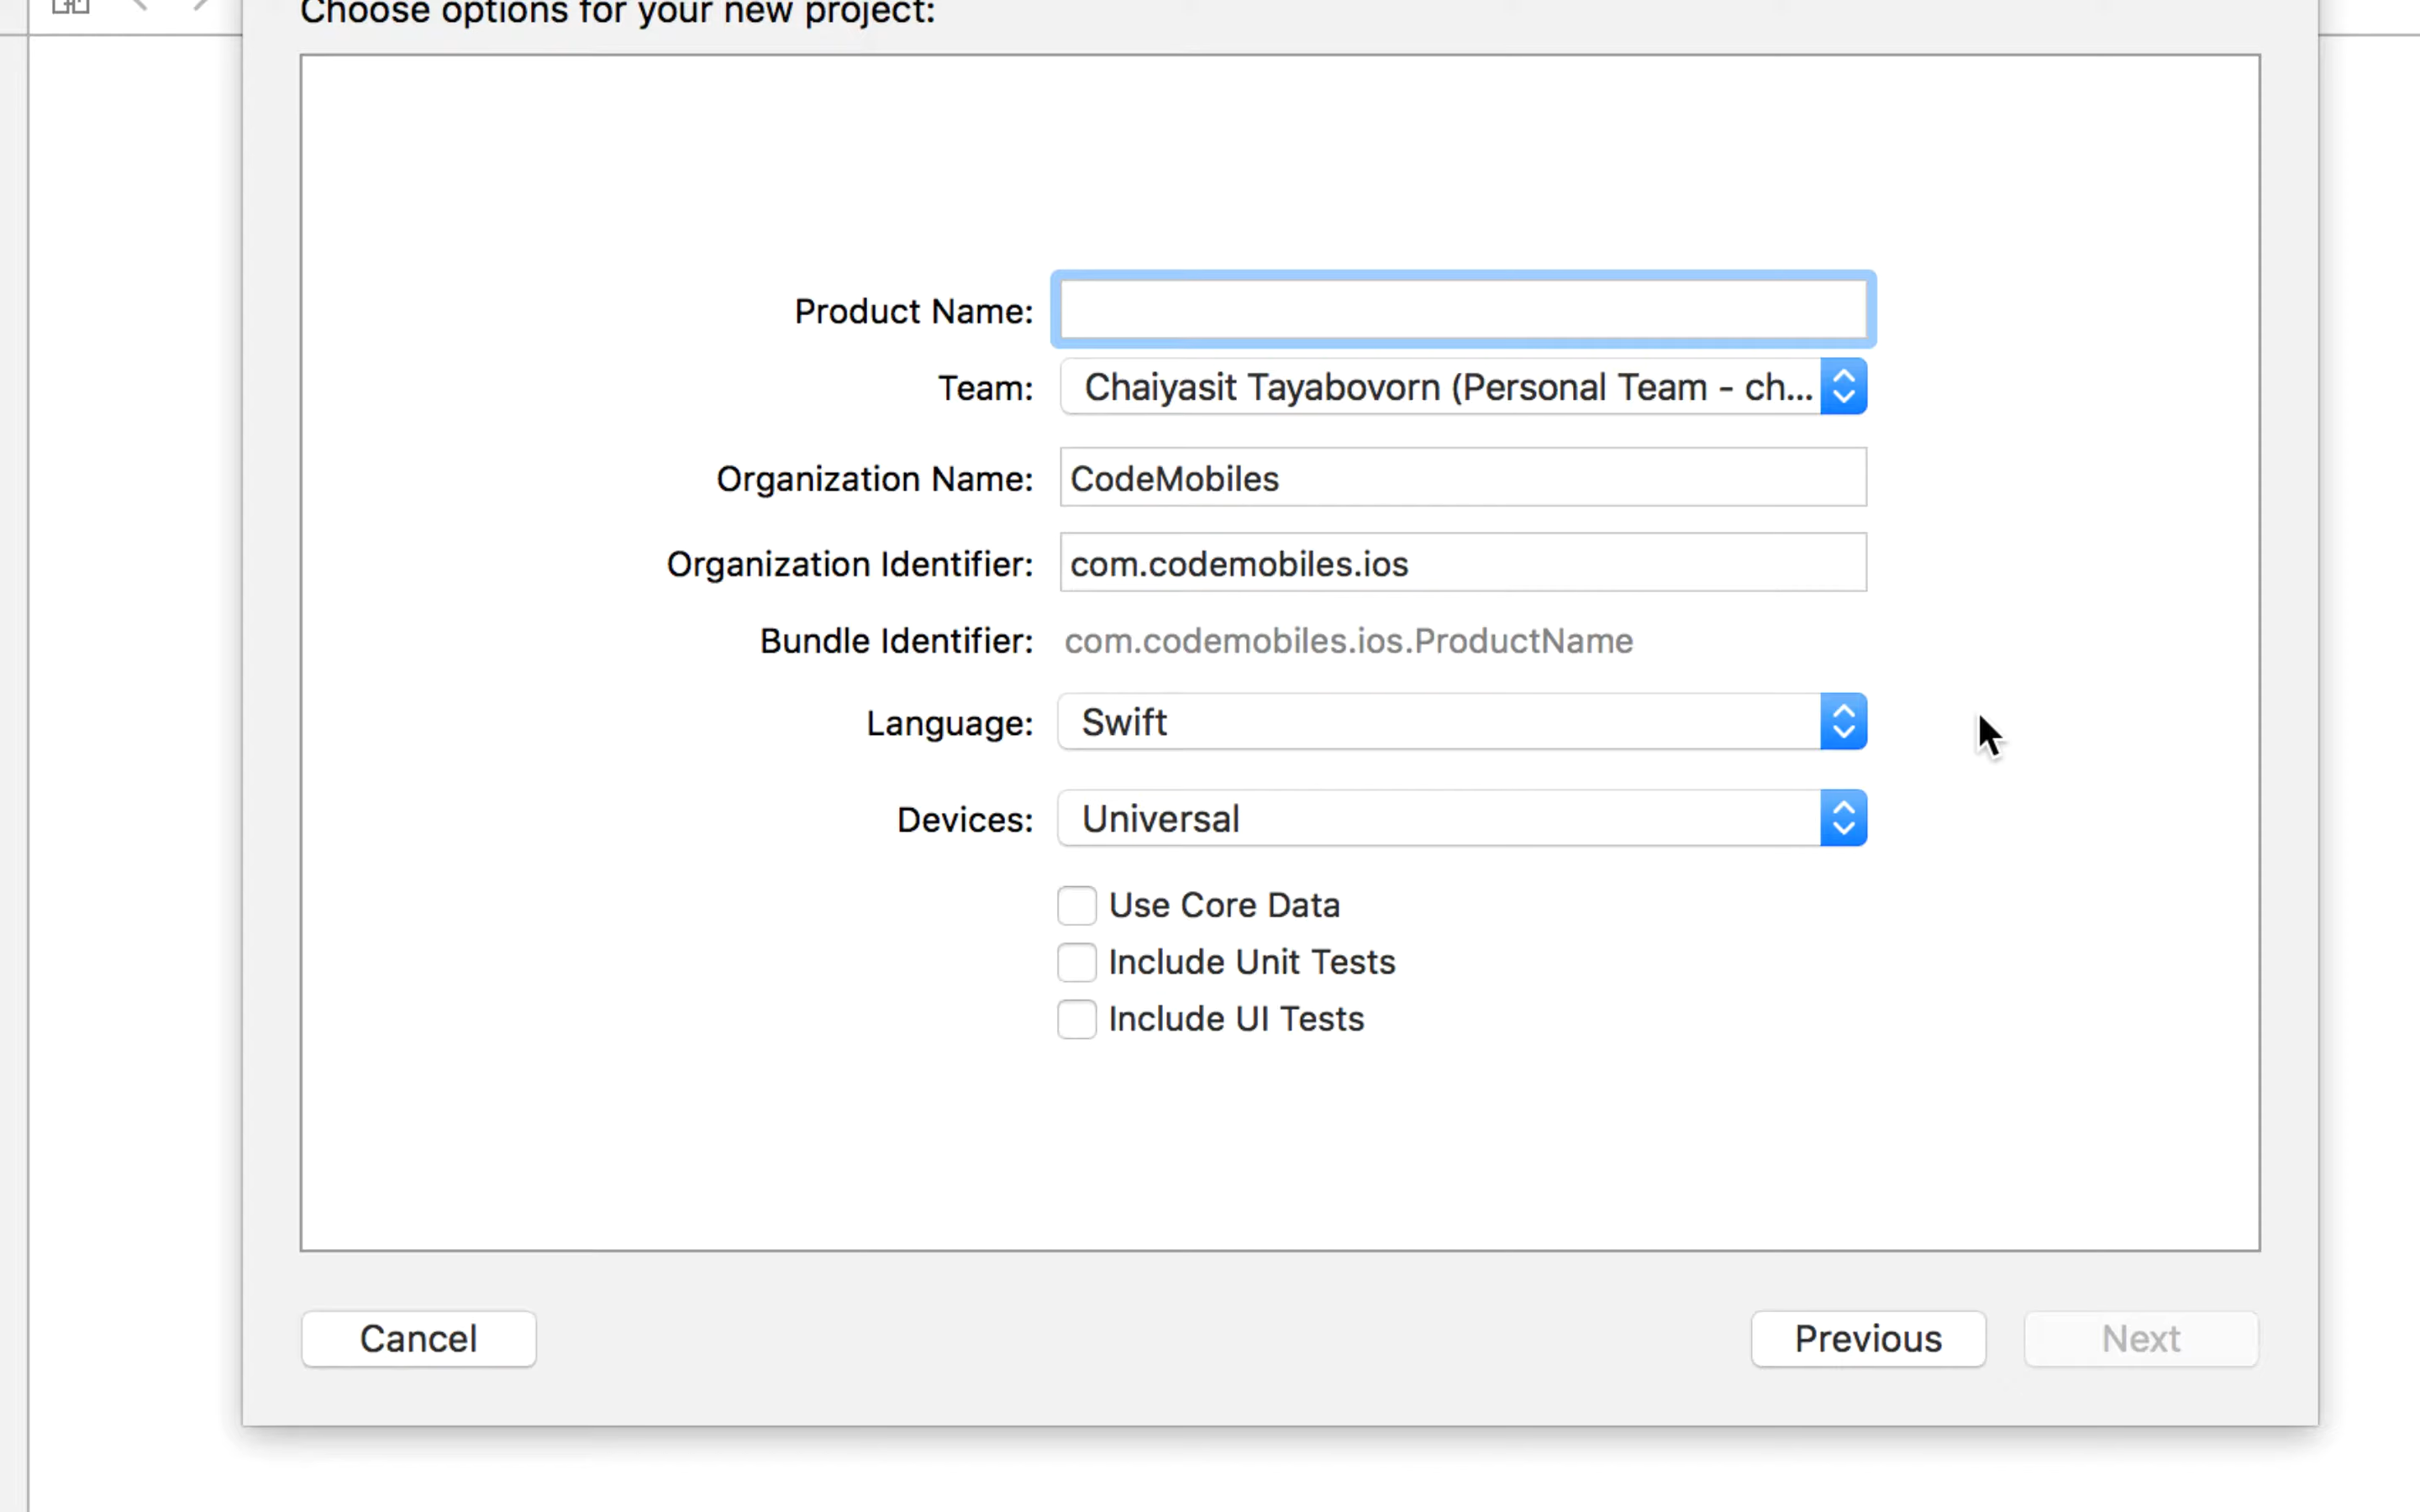 Choose options for your new project:
Product Name:
Team: Chaiyasit Tayabovorn (Personal Team - ch...
Organization Name: CodeMobiles
Organization Identifier: com.codemobiles.ios
Bundle Identifier: com.codemobiles.ios.ProductName
Language: Swift
Devices: Universal
Use Core Data
Include Unit Tests
Include UI Tests
Cancel Previous Next